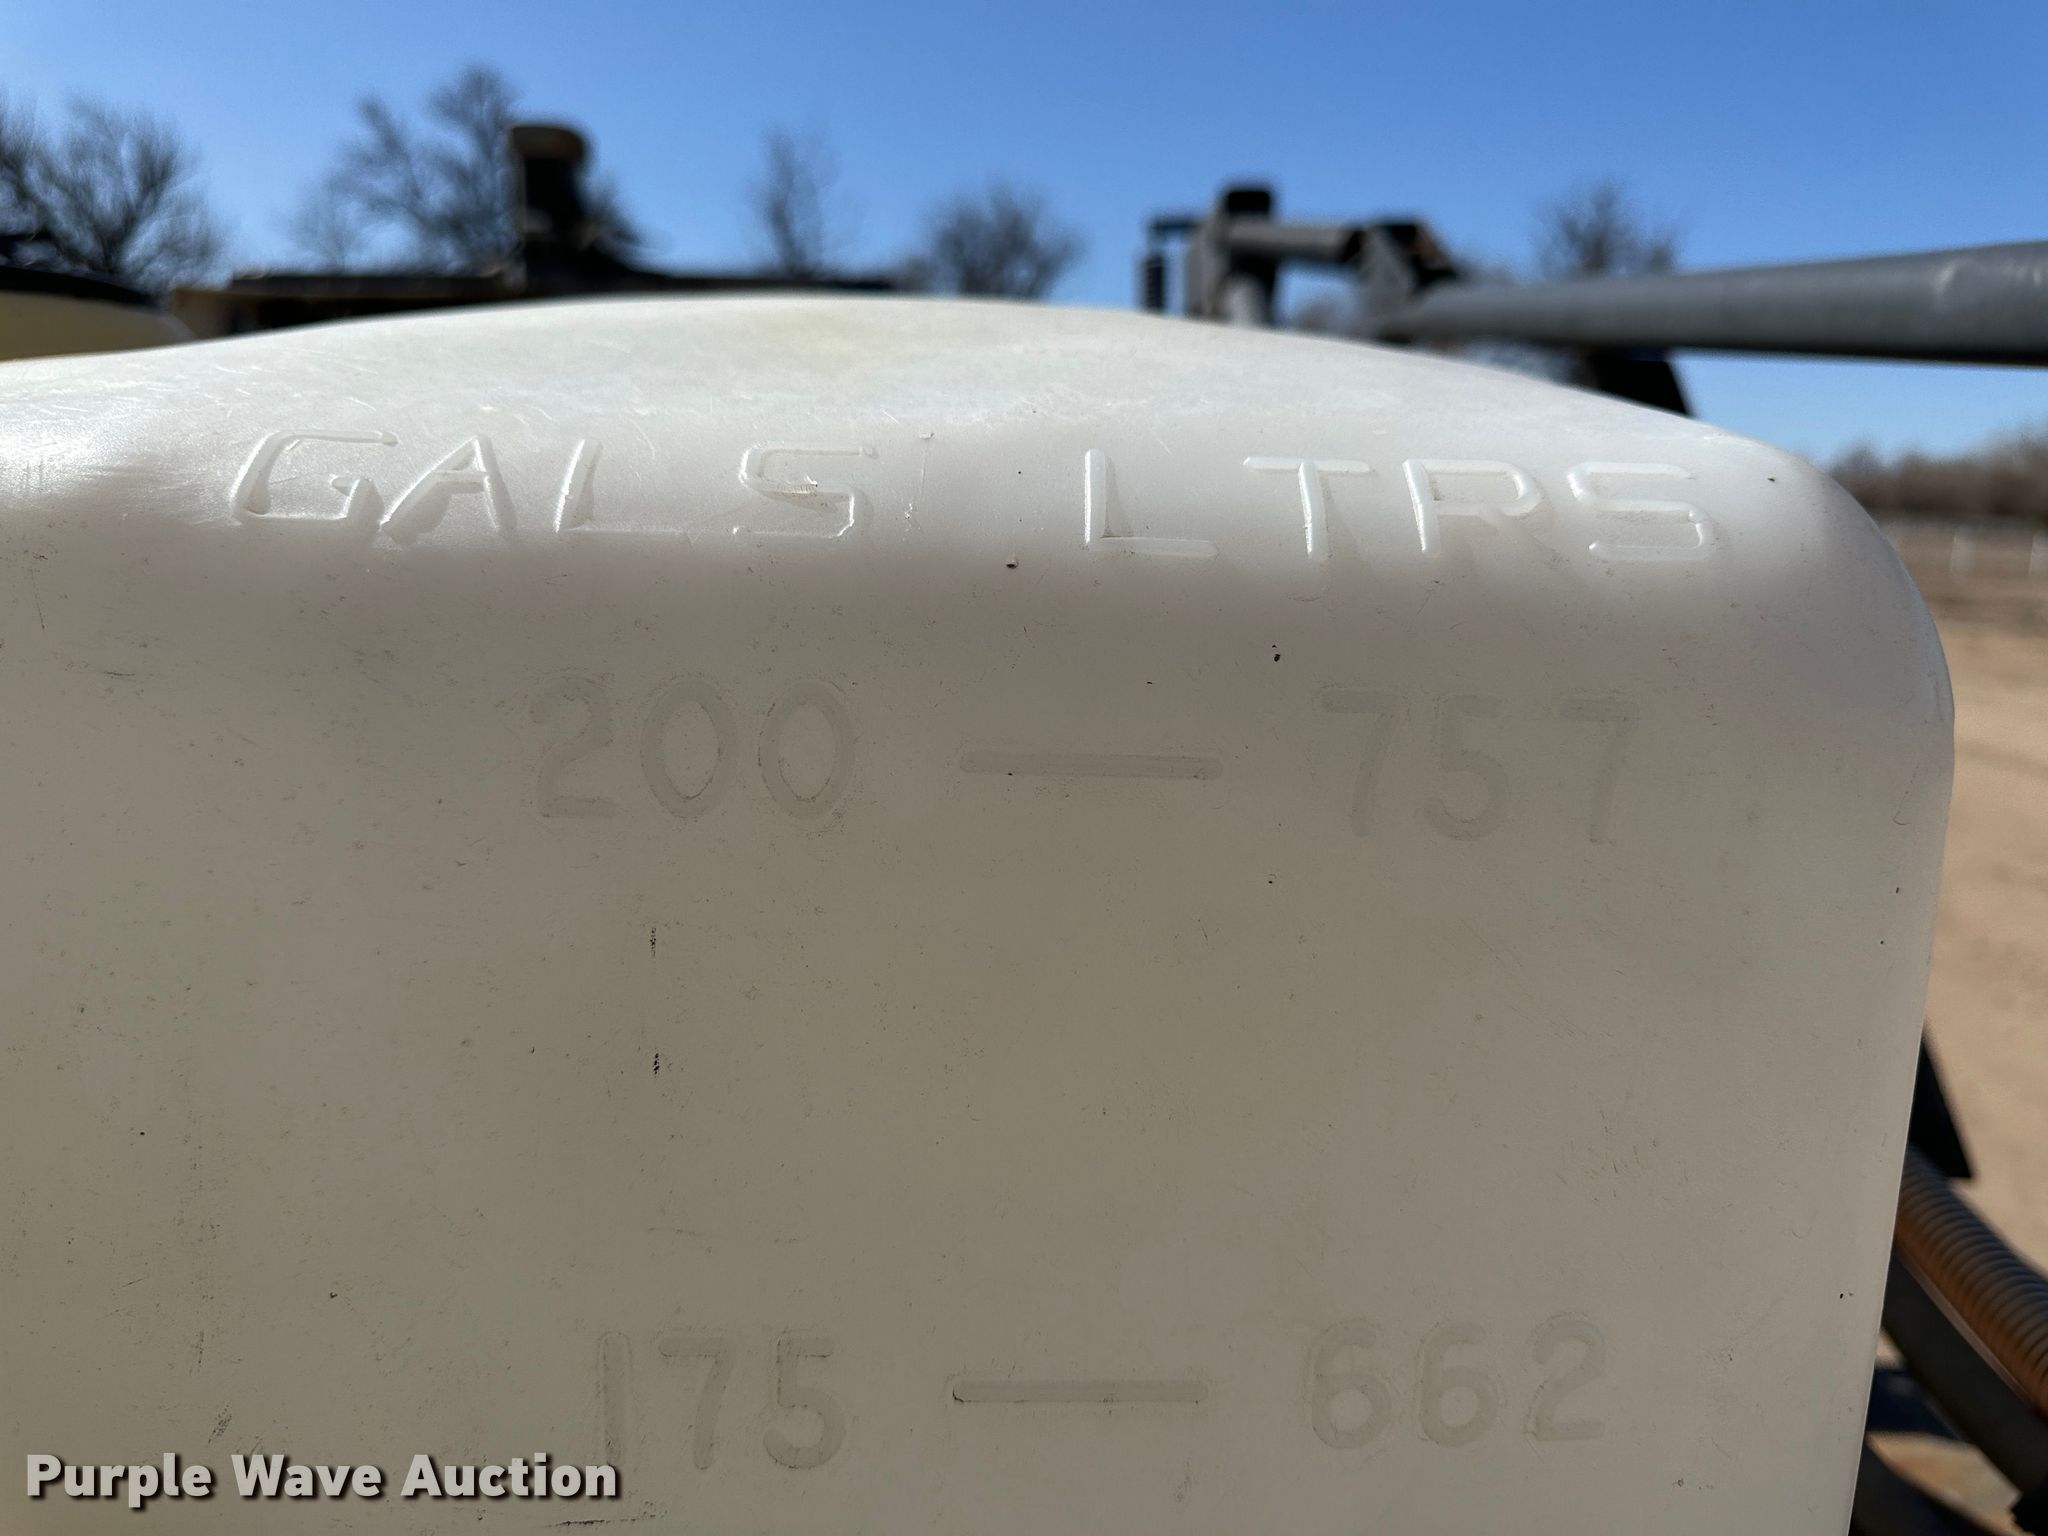 GALS LTRS
200 — 757
175 — 662
Purple Wave Auction